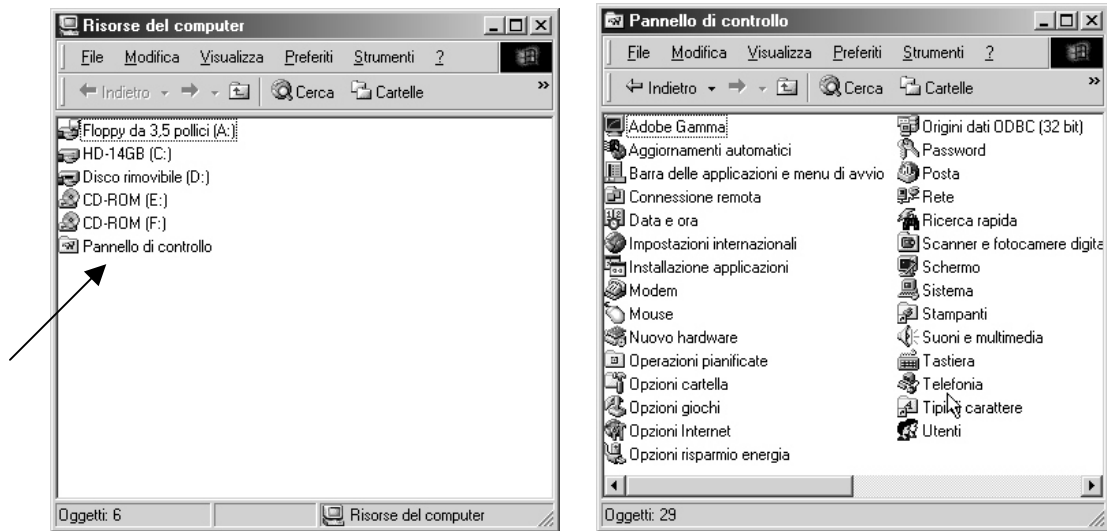 Risorse del computer
File Modifica Visualizza Preferiti Strumenti ?
Indietro Cerca Cartelle »
Floppy da 3,5 pollici (A:)
HD-14GB (C:)
Disco rimovibile (D:)
CD-ROM (E:)
CD-ROM (F:)
Pannello di controllo
Oggetti: 6 Risorse del computer
Pannello di controllo
File Modifica Visualizza Preferiti Strumenti ?
Indietro Cerca Cartelle »
Adobe Gamma
Aggiornamenti automatici
Barra delle applicazioni e menu di avvio
Connessione remota
Data e ora
Impostazioni internazionali
Installazione applicazioni
Modem
Mouse
Nuovo hardware
Operazioni pianificate
Opzioni cartella
Opzioni giochi
Opzioni Internet
Opzioni risparmio energia
Origini dati ODBC (32 bit)
Password
Posta
Rete
Ricerca rapida
Scanner e fotocamere digita
Schermo
Sistema
Stampanti
Suoni e multimedia
Tastiera
Telefonia
Tipi di carattere
Utenti
Oggetti: 29